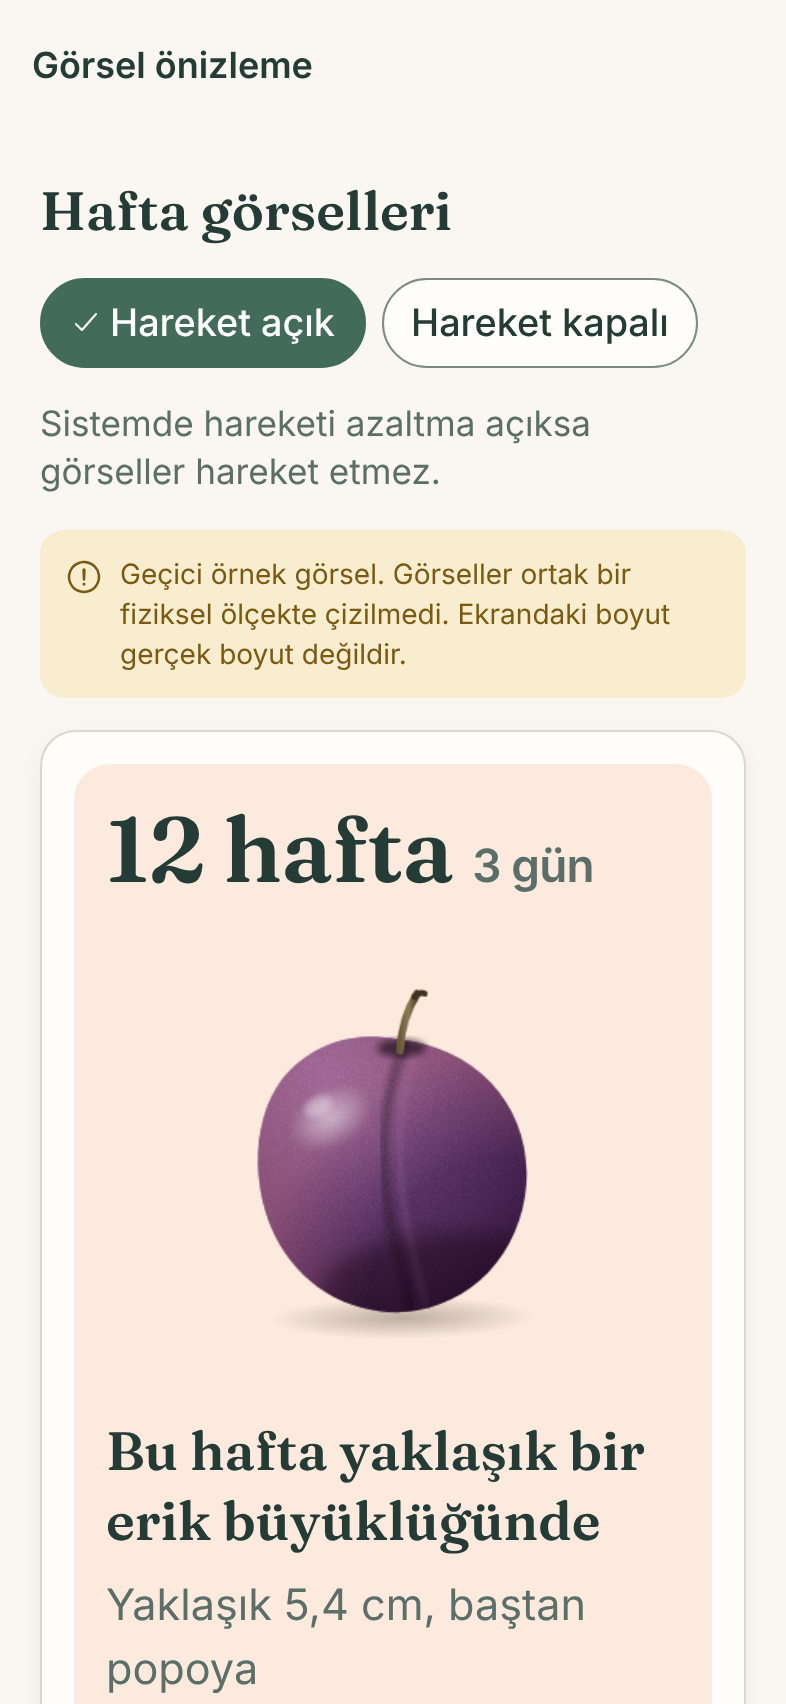 Görsel önizleme
Hafta görselleri
Hareket açık
Hareket kapalı
Sistemde hareketi azaltma açıksa
görseller hareket etmez.
Geçici örnek görsel. Görseller ortak bir
fiziksel ölçekte çizilmedi. Ekrandaki boyut
gerçek boyut değildir.
12 hafta 3 gün
Bu hafta yaklaşık bir
erik büyüklüğünde
Yaklaşık 5,4 cm, baştan
popoya